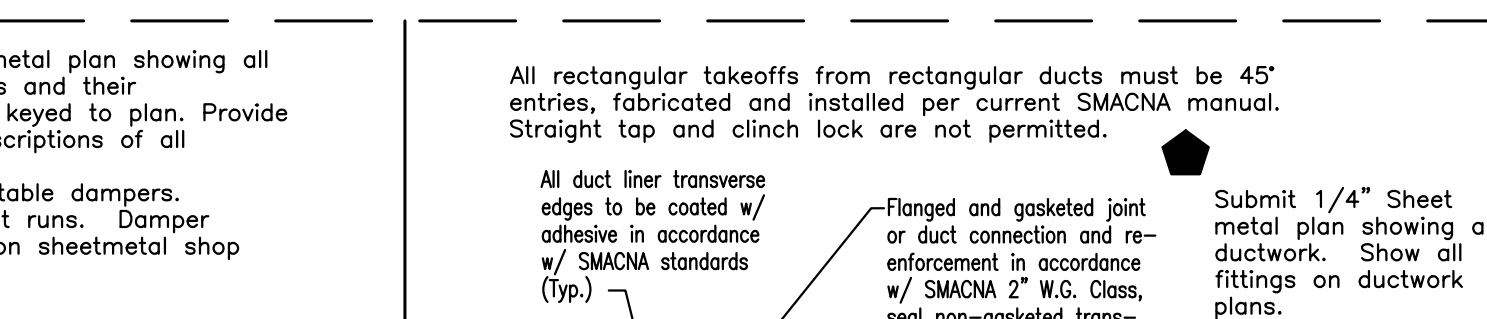 metal plan showing all
s and their
keyed to plan. Provide
scriptions of all
table dampers.
t runs. Damper
on sheetmetal shop
All rectangular takeoffs from rectangular ducts must be 45°
entries, fabricated and installed per current SMACNA manual.
Straight tap and clinch lock are not permitted.
All duct liner transverse
edges to be coated w/
adhesive in accordance
w/ SMACNA standards
(Typ.)
Flanged and gasketed joint
or duct connection and re-
enforcement in accordance
w/ SMACNA 2" W.G. Class,
seal non-gasketed trans-
Submit 1/4" Sheet
metal plan showing a
ductwork. Show all
fittings on ductwork
plans.